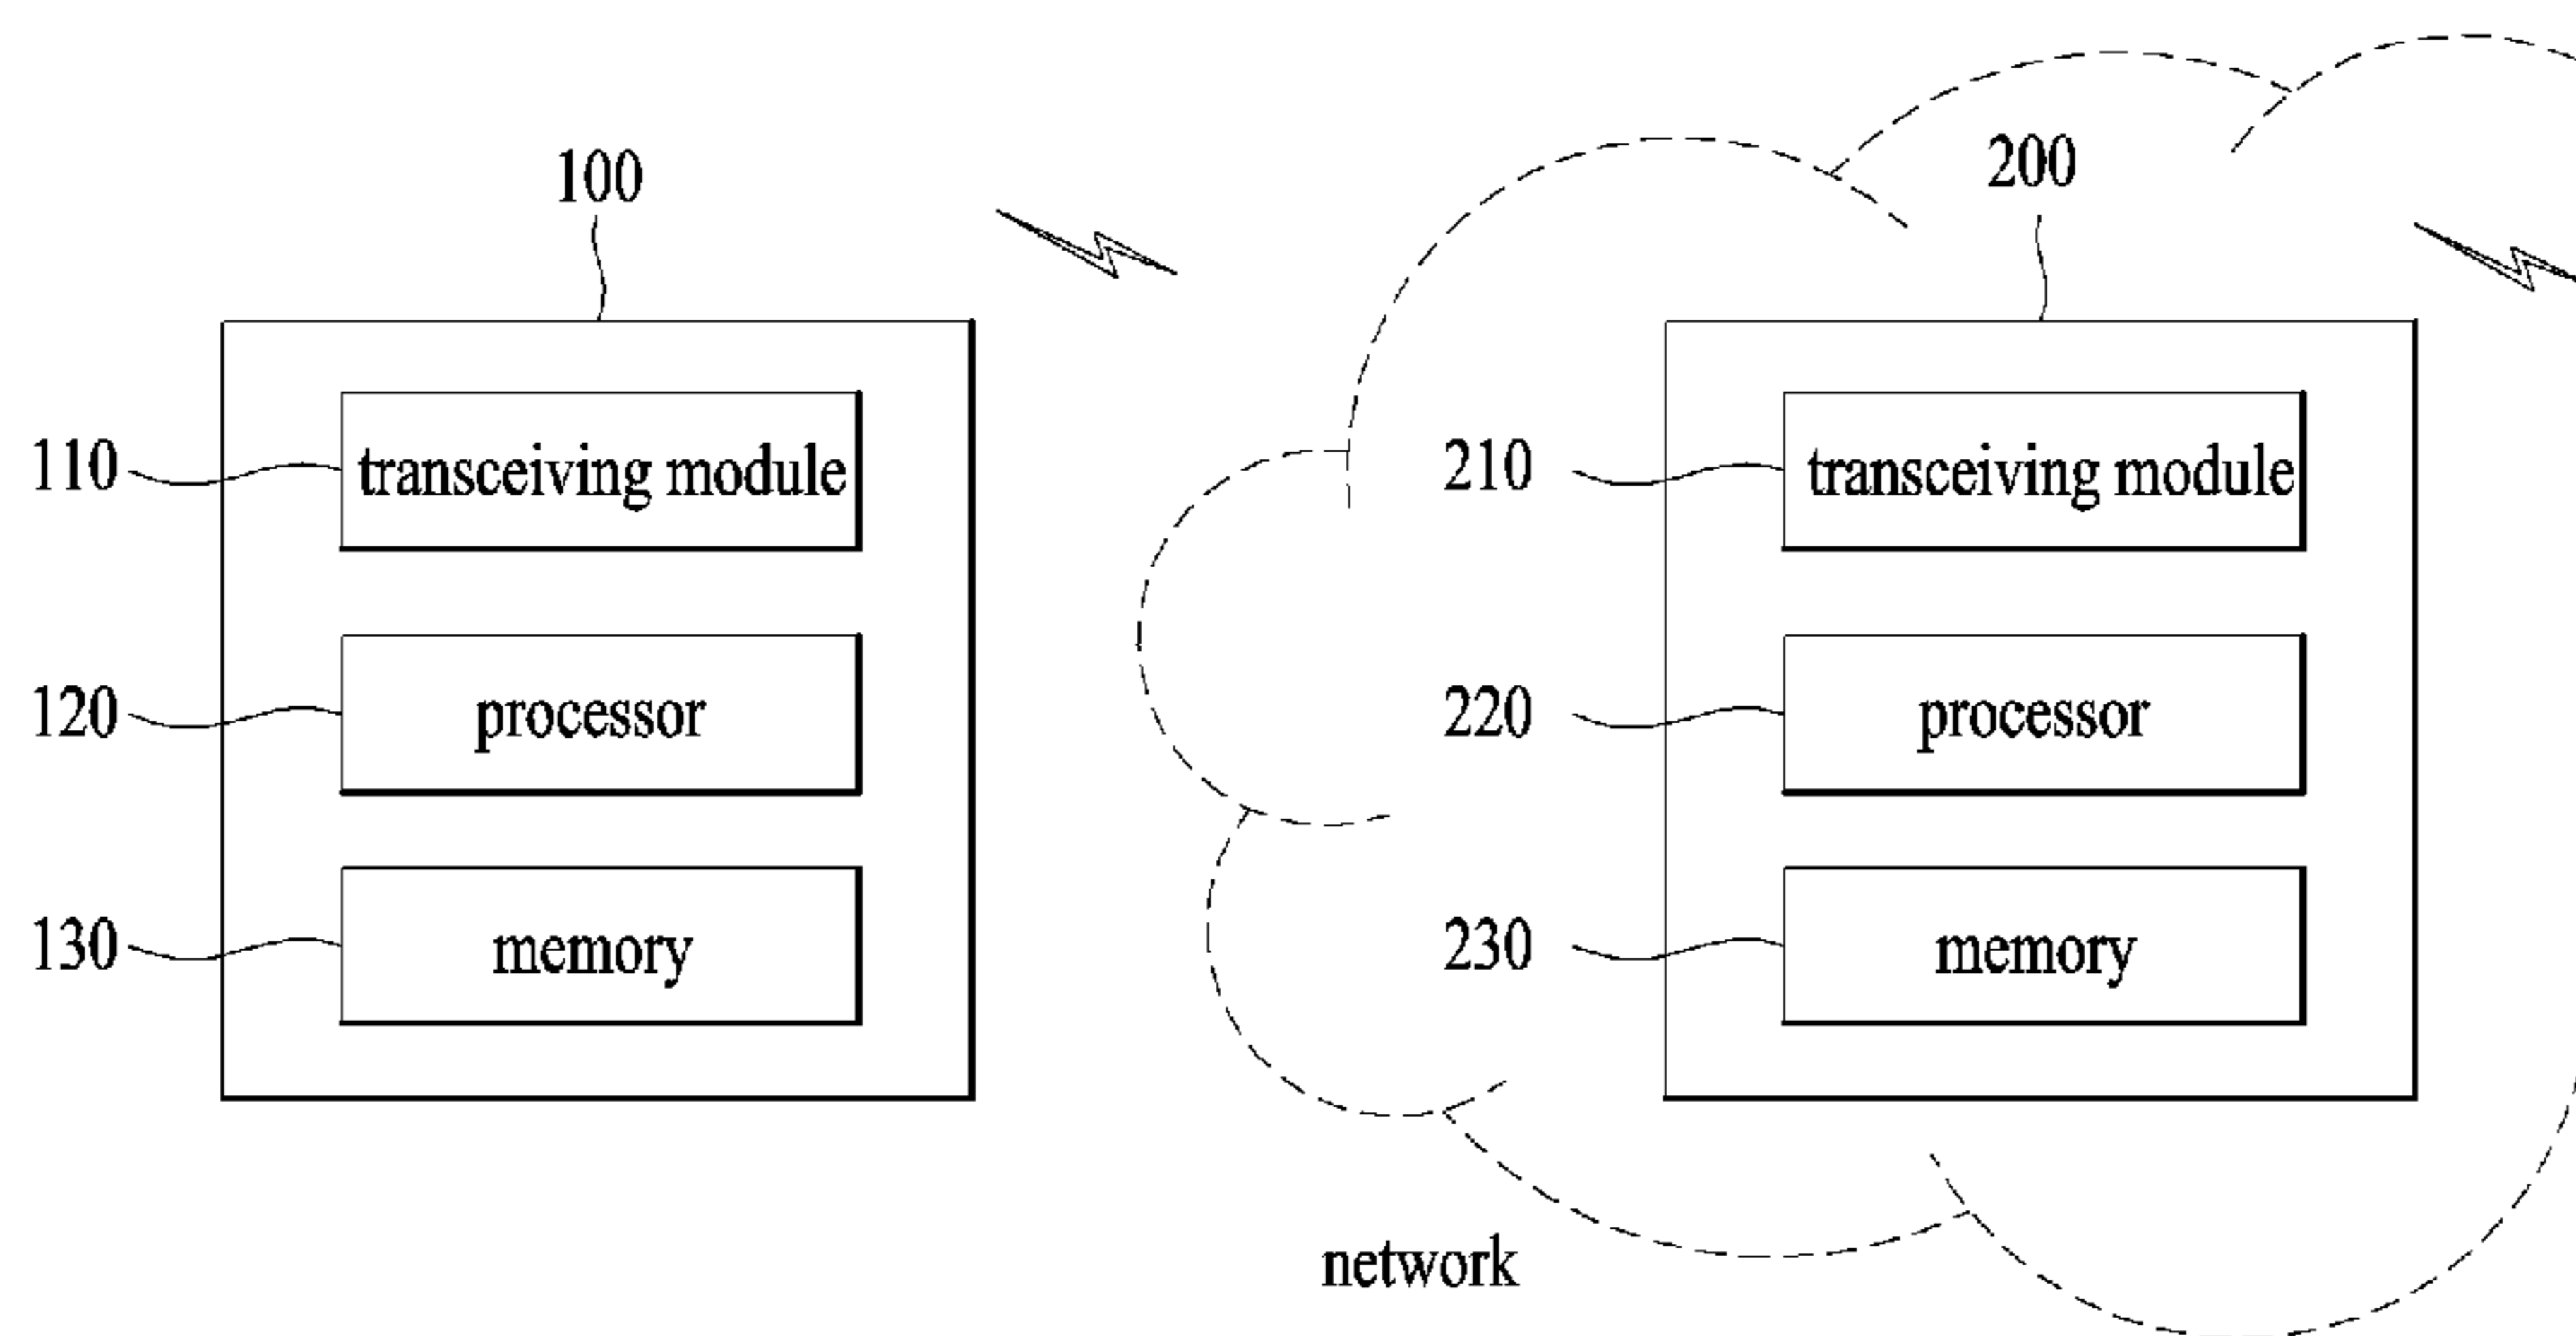 100
200
110
transceiving module
210
transceiving module
120
processor
220
processor
130
memory
230
memory
network